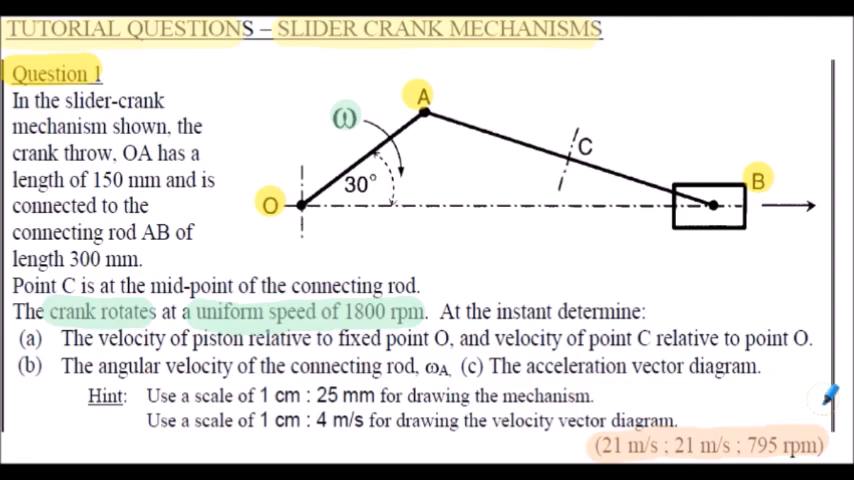 TUTORIAL QUESTIONS – SLIDER CRANK MECHANISMS
Question 1
In the slider-crank
mechanism shown, the
crank throw, OA has a
length of 150 mm and is
connected to the
connecting rod AB of
length 300 mm.
A
ω
C
30°
B
O
Point C is at the mid-point of the connecting rod.
The crank rotates at a uniform speed of 1800 rpm. At the instant determine:
(a) The velocity of piston relative to fixed point O, and velocity of point C relative to point O.
(b) The angular velocity of the connecting rod, ωA, (c) The acceleration vector diagram.
Hint: Use a scale of 1 cm : 25 mm for drawing the mechanism.
Use a scale of 1 cm : 4 m/s for drawing the velocity vector diagram.
(21 m/s ; 21 m/s ; 795 rpm)